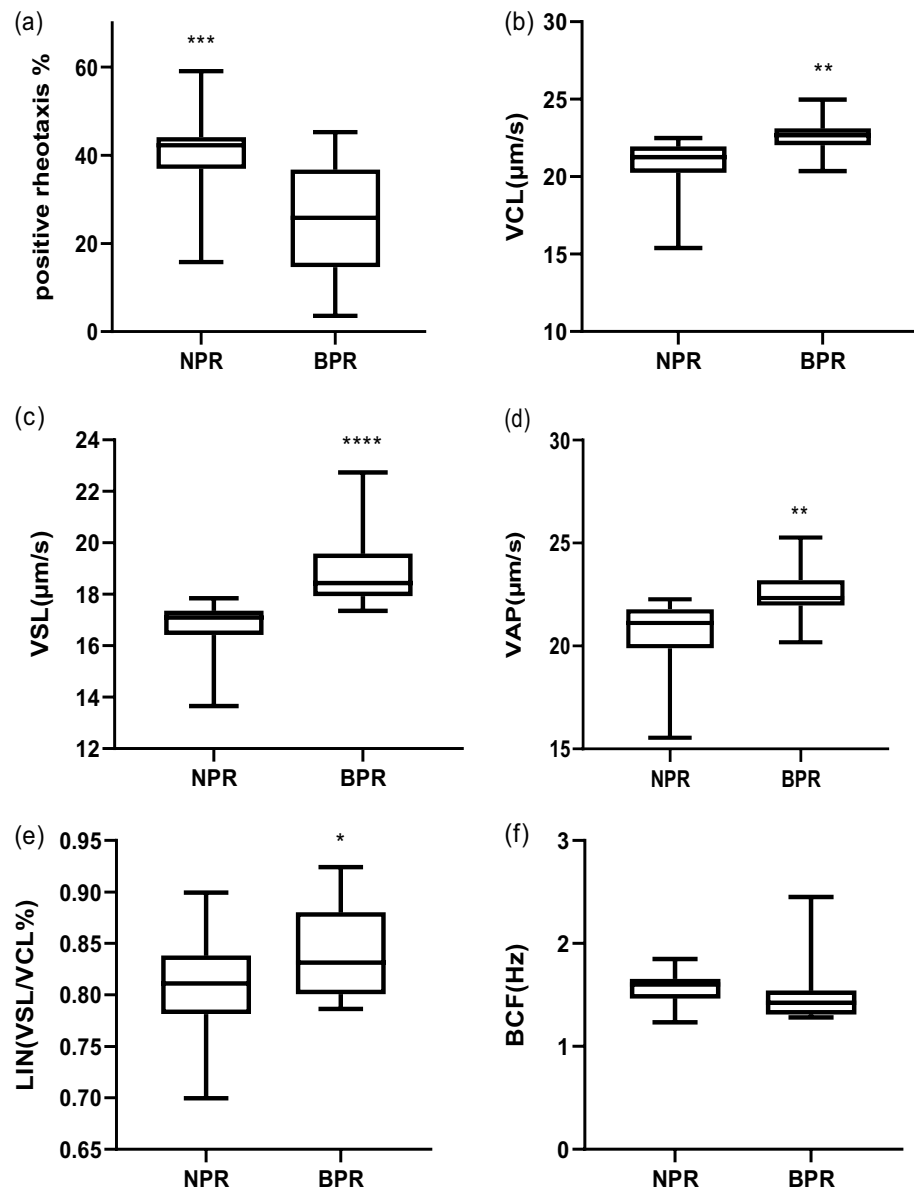 (a)
positive rheotaxis %
60
40
20
0
***
NPR BPR
(b)
VCL(µm/s)
30
25
20
15
10
**
NPR BPR
(c)
VSL(µm/s)
24
22
20
18
16
14
12
****
NPR BPR
(d)
VAP(µm/s)
30
25
20
15
**
NPR BPR
(e)
LIN(VSL/VCL%)
0.95
0.90
0.85
0.80
0.75
0.70
0.65
*
NPR BPR
(f)
BCF(Hz)
3
2
1
0
NPR BPR